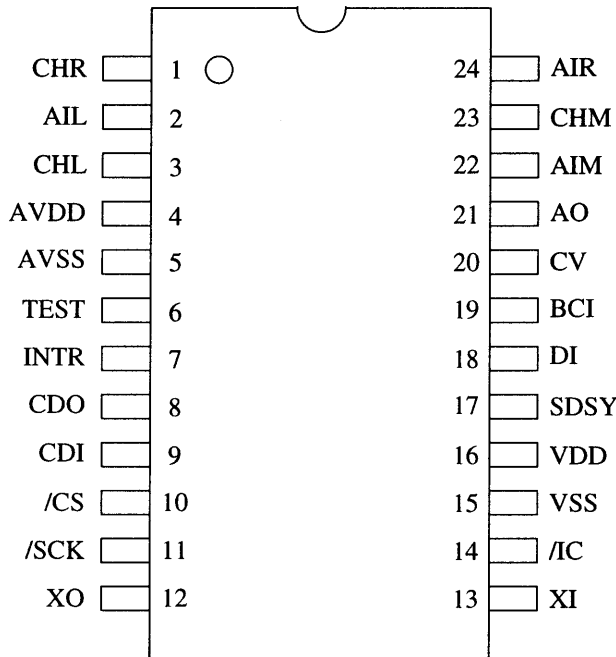 CHR 1 24 AIR
AIL 2 23 CHM
CHL 3 22 AIM
AVDD 4 21 AO
AVSS 5 20 CV
TEST 6 19 BCI
INTR 7 18 DI
CDO 8 17 SDSY
CDI 9 16 VDD
/CS 10 15 VSS
/SCK 11 14 /IC
XO 12 13 XI